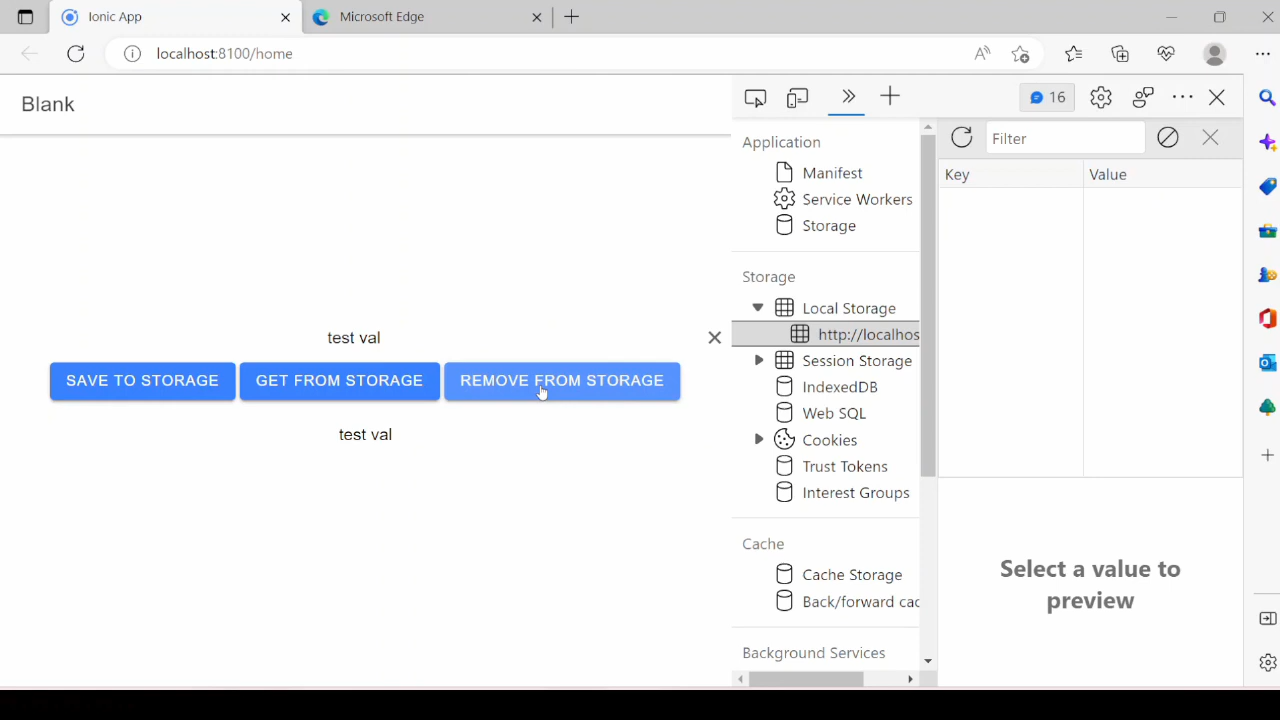 Ionic App
Microsoft Edge
localhost:8100/home
Blank
16
Application
Manifest
Service Workers
Storage
Filter
Key
Value
Storage
Local Storage
http://localhos
Session Storage
IndexedDB
Web SQL
Cookies
Trust Tokens
Interest Groups
Cache
Cache Storage
Back/forward cac
Background Services
test val
SAVE TO STORAGE
GET FROM STORAGE
REMOVE FROM STORAGE
test val
Select a value to
preview